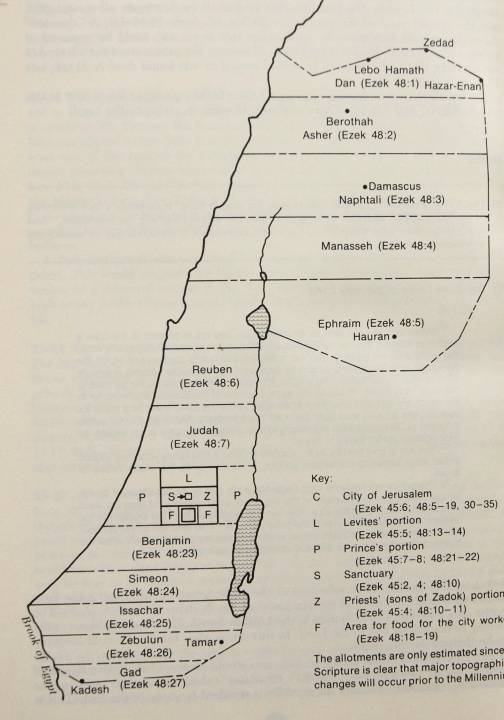 Zedad
Lebo Hamath
Dan (Ezek 48:1)
Hazar-Enan
Berothah
Asher (Ezek 48:2)
Damascus
Naphtali (Ezek 48:3)
Manasseh (Ezek 48:4)
Ephraim (Ezek 48:5)
Hauran
Reuben
(Ezek 48:6)
Judah
(Ezek 48:7)
L
P S Z P
F F
Benjamin
(Ezek 48:23)
Simeon
(Ezek 48:24)
Issachar
(Ezek 48:25)
Zebulun
(Ezek 48:26)
Tamar
Gad
(Ezek 48:27)
Kadesh
Brook of Egypt
Key:
C City of Jerusalem
(Ezek 45:6; 48:5–19, 30–35)
L Levites' portion
(Ezek 45:5; 48:13–14)
P Prince's portion
(Ezek 45:7–8; 48:21–22)
S Sanctuary
(Ezek 45:2, 4; 48:10)
Z Priests' (sons of Zadok) portion
(Ezek 45:4; 48:10–11)
F Area for food for the city work
(Ezek 48:18–19)
The allotments are only estimated since
Scripture is clear that major topographi
changes will occur prior to the Millenni